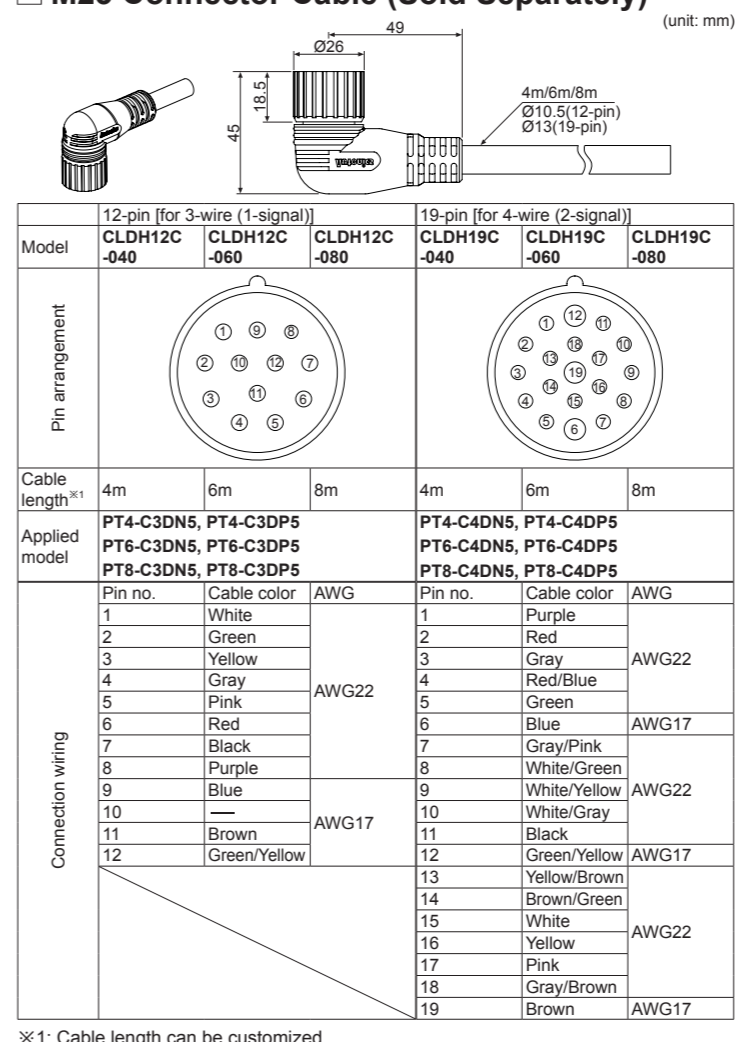 M23 Connector Cable (Sold Separately)
(unit: mm)
49
Ø26
18.5
45
4m/6m/8m
Ø10.5(12-pin)
Ø13(19-pin)
Autonics
12-pin [for 3-wire (1-signal)] 19-pin [for 4-wire (2-signal)]
Model CLDH12C-040 CLDH12C-060 CLDH12C-080 CLDH19C-040 CLDH19C-060 CLDH19C-080
Pin arrangement
1 9 8
2 10 12 7
3 11 6
4 5
1 12 11
2 18 10
13 17
3 19 9
14 16
4 15 8
5 6 7
Cable length※1 4m 6m 8m 4m 6m 8m
Applied model
PT4-C3DN5, PT4-C3DP5 PT4-C4DN5, PT4-C4DP5
PT6-C3DN5, PT6-C3DP5 PT6-C4DN5, PT6-C4DP5
PT8-C3DN5, PT8-C3DP5 PT8-C4DN5, PT8-C4DP5
Connection wiring
Pin no. Cable color AWG Pin no. Cable color AWG
1 White AWG22 1 Purple AWG22
2 Green 2 Red
3 Yellow 3 Gray
4 Gray 4 Red/Blue
5 Pink 5 Green
6 Red 6 Blue AWG17
7 Black 7 Gray/Pink AWG22
8 Purple 8 White/Green
9 Blue AWG17 9 White/Yellow
10 — 10 White/Gray
11 Brown 11 Black
12 Green/Yellow 12 Green/Yellow AWG17
13 Yellow/Brown AWG22
14 Brown/Green
15 White
16 Yellow
17 Pink
18 Gray/Brown
19 Brown AWG17
※1: Cable length can be customized